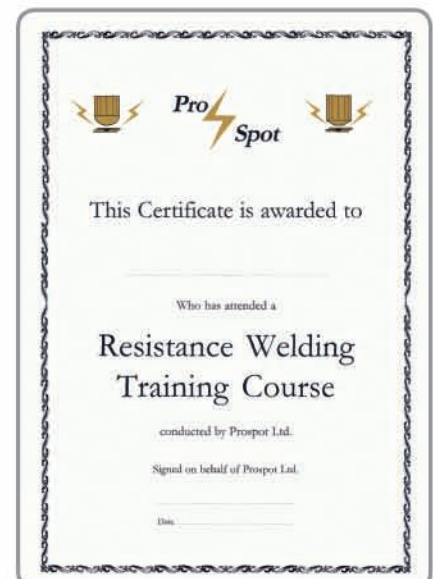 Pro
Spot
This Certificate is awarded to
Who has attended a
Resistance Welding
Training Course
conducted by Prospot Ltd.
Signed on behalf of Prospot Ltd.
Date